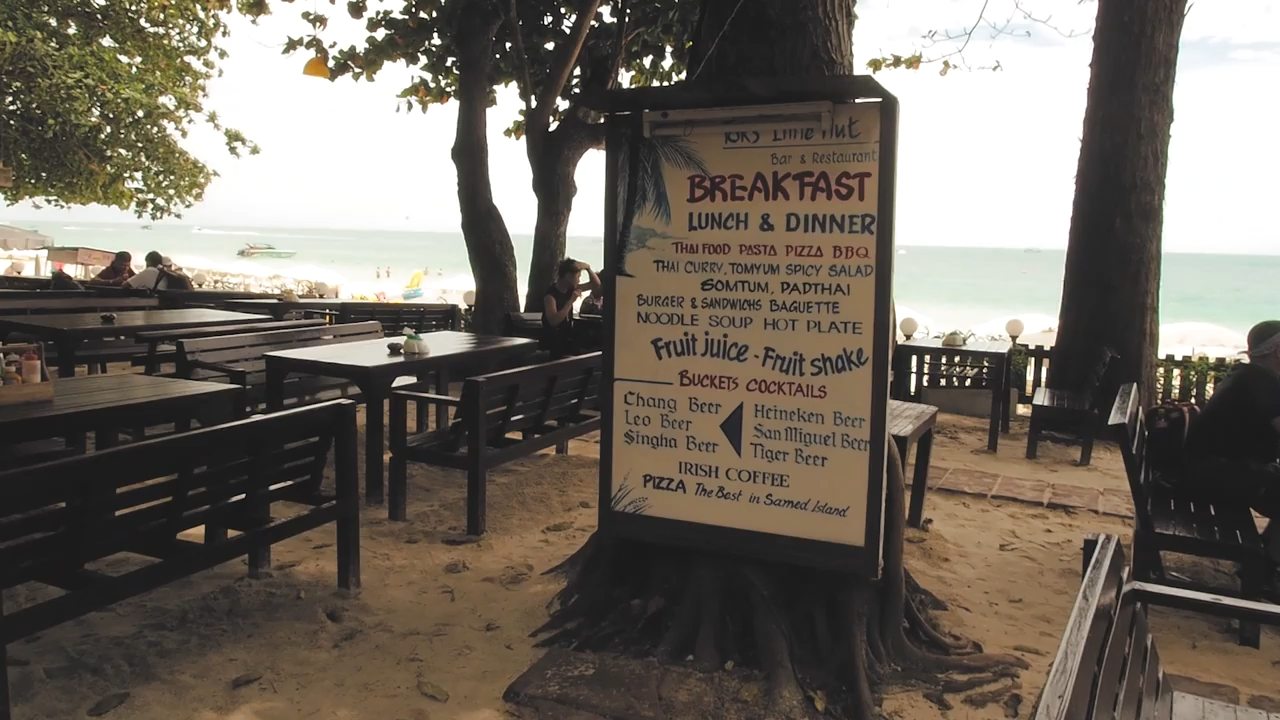 Little Hut
Bar & Restaurant
BREAKFAST
LUNCH & DINNER
THAI FOOD PASTA PIZZA BBQ
THAI CURRY, TOMYUM SPICY SALAD
SOMTUM, PADTHAI
BURGER & SANDWICHS BAGUETTE
NOODLE SOUP HOT PLATE
Fruit juice - Fruit shake
BUCKETS COCKTAILS
Chang Beer
Leo Beer
Singha Beer
Heineken Beer
San Miguel Beer
Tiger Beer
IRISH COFFEE
PIZZA The Best in Samed Island